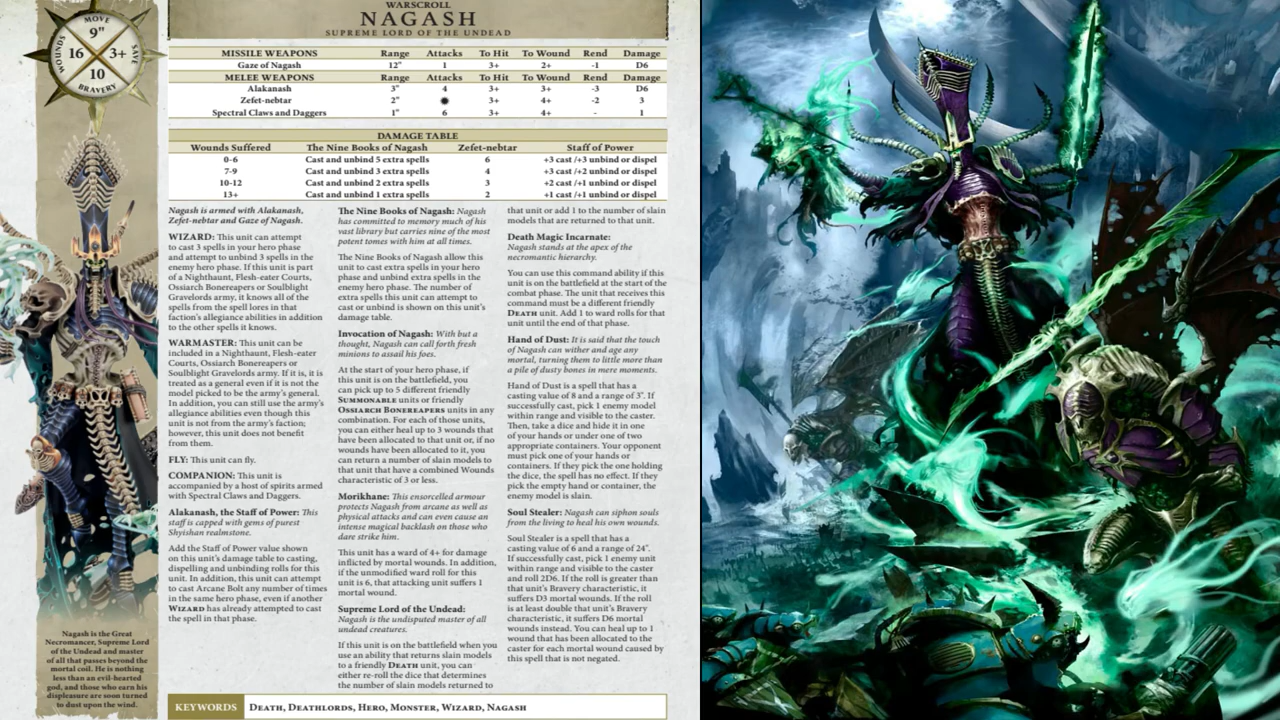 WARSCROLL
NAGASH
SUPREME LORD OF THE UNDEAD
MOVE
9"
WOUNDS
16
3+
SAVE
10
BRAVERY
MISSILE WEAPONS Range Attacks To Hit To Wound Rend Damage
Gaze of Nagash 12" 1 3+ 2+ -1 D6
MELEE WEAPONS Range Attacks To Hit To Wound Rend Damage
Alakanash 3" 4 3+ 3+ -3 D6
Zefet-nebtar 2" 3+ 4+ -2 3
Spectral Claws and Daggers 1" 6 3+ 4+ - 1
DAMAGE TABLE
Wounds Suffered The Nine Books of Nagash Zefet-nebtar Staff of Power
0-6 Cast and unbind 5 extra spells 6 +3 cast /+3 unbind or dispel
7-9 Cast and unbind 3 extra spells 4 +3 cast /+2 unbind or dispel
10-12 Cast and unbind 2 extra spells 3 +2 cast /+1 unbind or dispel
13+ Cast and unbind 1 extra spells 2 +1 cast /+1 unbind or dispel
Nagash is armed with Alakanash,
Zefet-nebtar and Gaze of Nagash.
WIZARD: This unit can attempt
to cast 3 spells in your hero phase
and attempt to unbind 3 spells in the
enemy hero phase. If this unit is part
of a Nighthaunt, Flesh-eater Courts,
Ossiarch Bonereapers or Soulblight
Gravelords army, it knows all of the
spells from the spell lores in that
faction's allegiance abilities in addition
to the other spells it knows.
WARMASTER: This unit can be
included in a Nighthaunt, Flesh-eater
Courts, Ossiarch Bonereapers or
Soulblight Gravelords army. If it is, it is
treated as a general even if it is not the
model picked to be the army's general.
In addition, you can still use the army's
allegiance abilities even though this
unit is not from the army's faction;
however, this unit does not benefit
from them.
FLY: This unit can fly.
COMPANION: This unit is
accompanied by a host of spirits armed
with Spectral Claws and Daggers.
Alakanash, the Staff of Power: This
staff is capped with gems of purest
Shyishan realmstone.
Add the Staff of Power value shown
on this unit's damage table to casting,
dispelling and unbinding rolls for this
unit. In addition, this unit can attempt
to cast Arcane Bolt any number of times
in the same hero phase, even if another
WIZARD has already attempted to cast
the spell in that phase.
The Nine Books of Nagash: Nagash
has committed to memory much of his
vast library but carries nine of the most
potent tomes with him at all times.
The Nine Books of Nagash allow this
unit to cast extra spells in your hero
phase and unbind extra spells in the
enemy hero phase. The number of
extra spells this unit can attempt to
cast or unbind is shown on this unit's
damage table.
Invocation of Nagash: With but a
thought, Nagash can call forth fresh
minions to assail his foes.
At the start of your hero phase, if
this unit is on the battlefield, you
can pick up to 5 different friendly
SUMMONABLE units or friendly
OSSIARCH BONEREAPERS units in any
combination. For each of those units,
you can either heal up to 3 wounds that
have been allocated to that unit or, if no
wounds have been allocated to it, you
can return a number of slain models to
that unit that have a combined Wounds
characteristic of 3 or less.
Morikhane: This ensorcelled armour
protects Nagash from arcane as well as
physical attacks and can even cause an
intense magical backlash on those who
dare strike him.
This unit has a ward of 4+ for damage
inflicted by mortal wounds. In addition,
if the unmodified ward roll for this
unit is 6, that attacking unit suffers 1
mortal wound.
Supreme Lord of the Undead:
Nagash is the undisputed master of all
undead creatures.
If this unit is on the battlefield when you
use an ability that returns slain models
to a friendly DEATH unit, you can
either re-roll the dice that determines
the number of slain models returned to
that unit or add 1 to the number of slain
models that are returned to that unit.
Death Magic Incarnate:
Nagash stands at the apex of the
necromantic hierarchy.
You can use this command ability if this
unit is on the battlefield at the start of the
combat phase. The unit that receives this
command must be a different friendly
DEATH unit. Add 1 to ward rolls for that
unit until the end of that phase.
Hand of Dust: It is said that the touch
of Nagash can wither and age any
mortal, turning them to little more than
a pile of dusty bones in mere moments.
Hand of Dust is a spell that has a
casting value of 8 and a range of 3". If
successfully cast, pick 1 enemy model
within range and visible to the caster.
Then, take a dice and hide it in one
of your hands or under one of two
appropriate containers. Your opponent
must pick one of your hands or
containers. If they pick the one holding
the dice, the spell has no effect. If they
pick the empty hand or container, the
enemy model is slain.
Soul Stealer: Nagash can siphon souls
from the living to heal his own wounds.
Soul Stealer is a spell that has a
casting value of 6 and a range of 24".
If successfully cast, pick 1 enemy unit
within range and visible to the caster
and roll 2D6. If the roll is greater than
that unit's Bravery characteristic, it
suffers D3 mortal wounds. If the roll
is at least double that unit's Bravery
characteristic, it suffers D6 mortal
wounds instead. You can heal up to 1
wound that has been allocated to the
caster for each mortal wound caused by
this spell that is not negated.
Nagash is the Great
Necromancer, Supreme Lord
of the Undead and master
of all that passes beyond the
mortal coil. He is nothing
less than an evil-hearted
god, and those who earn his
displeasure are soon turned
to dust upon the wind.
KEYWORDS DEATH, DEATHLORDS, HERO, MONSTER, WIZARD, NAGASH